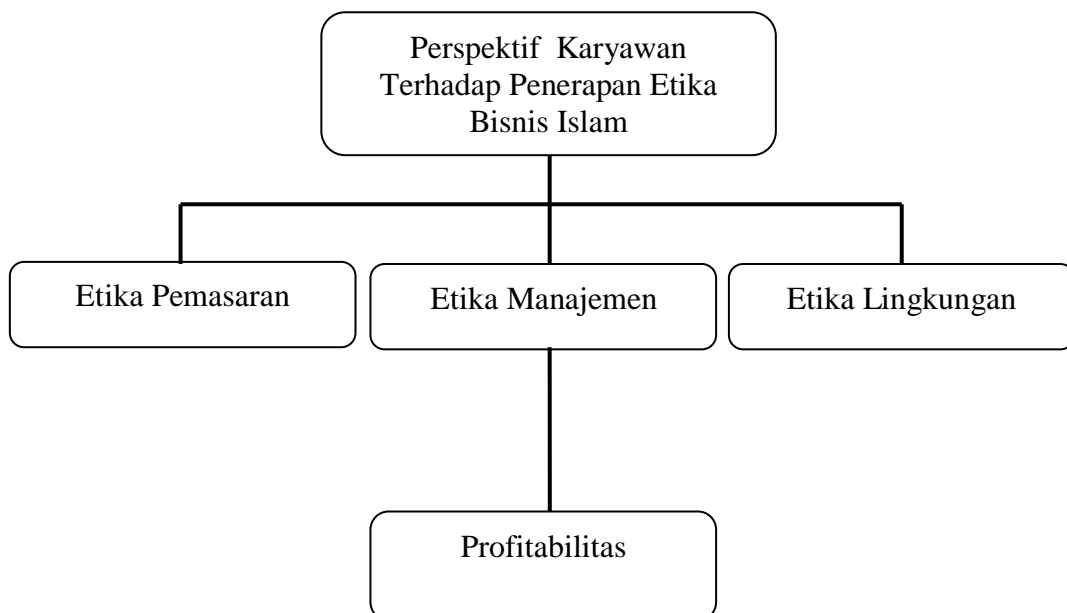 Perspektif Karyawan
Terhadap Penerapan Etika
Bisnis Islam
Etika Pemasaran
Etika Manajemen
Etika Lingkungan
Profitabilitas